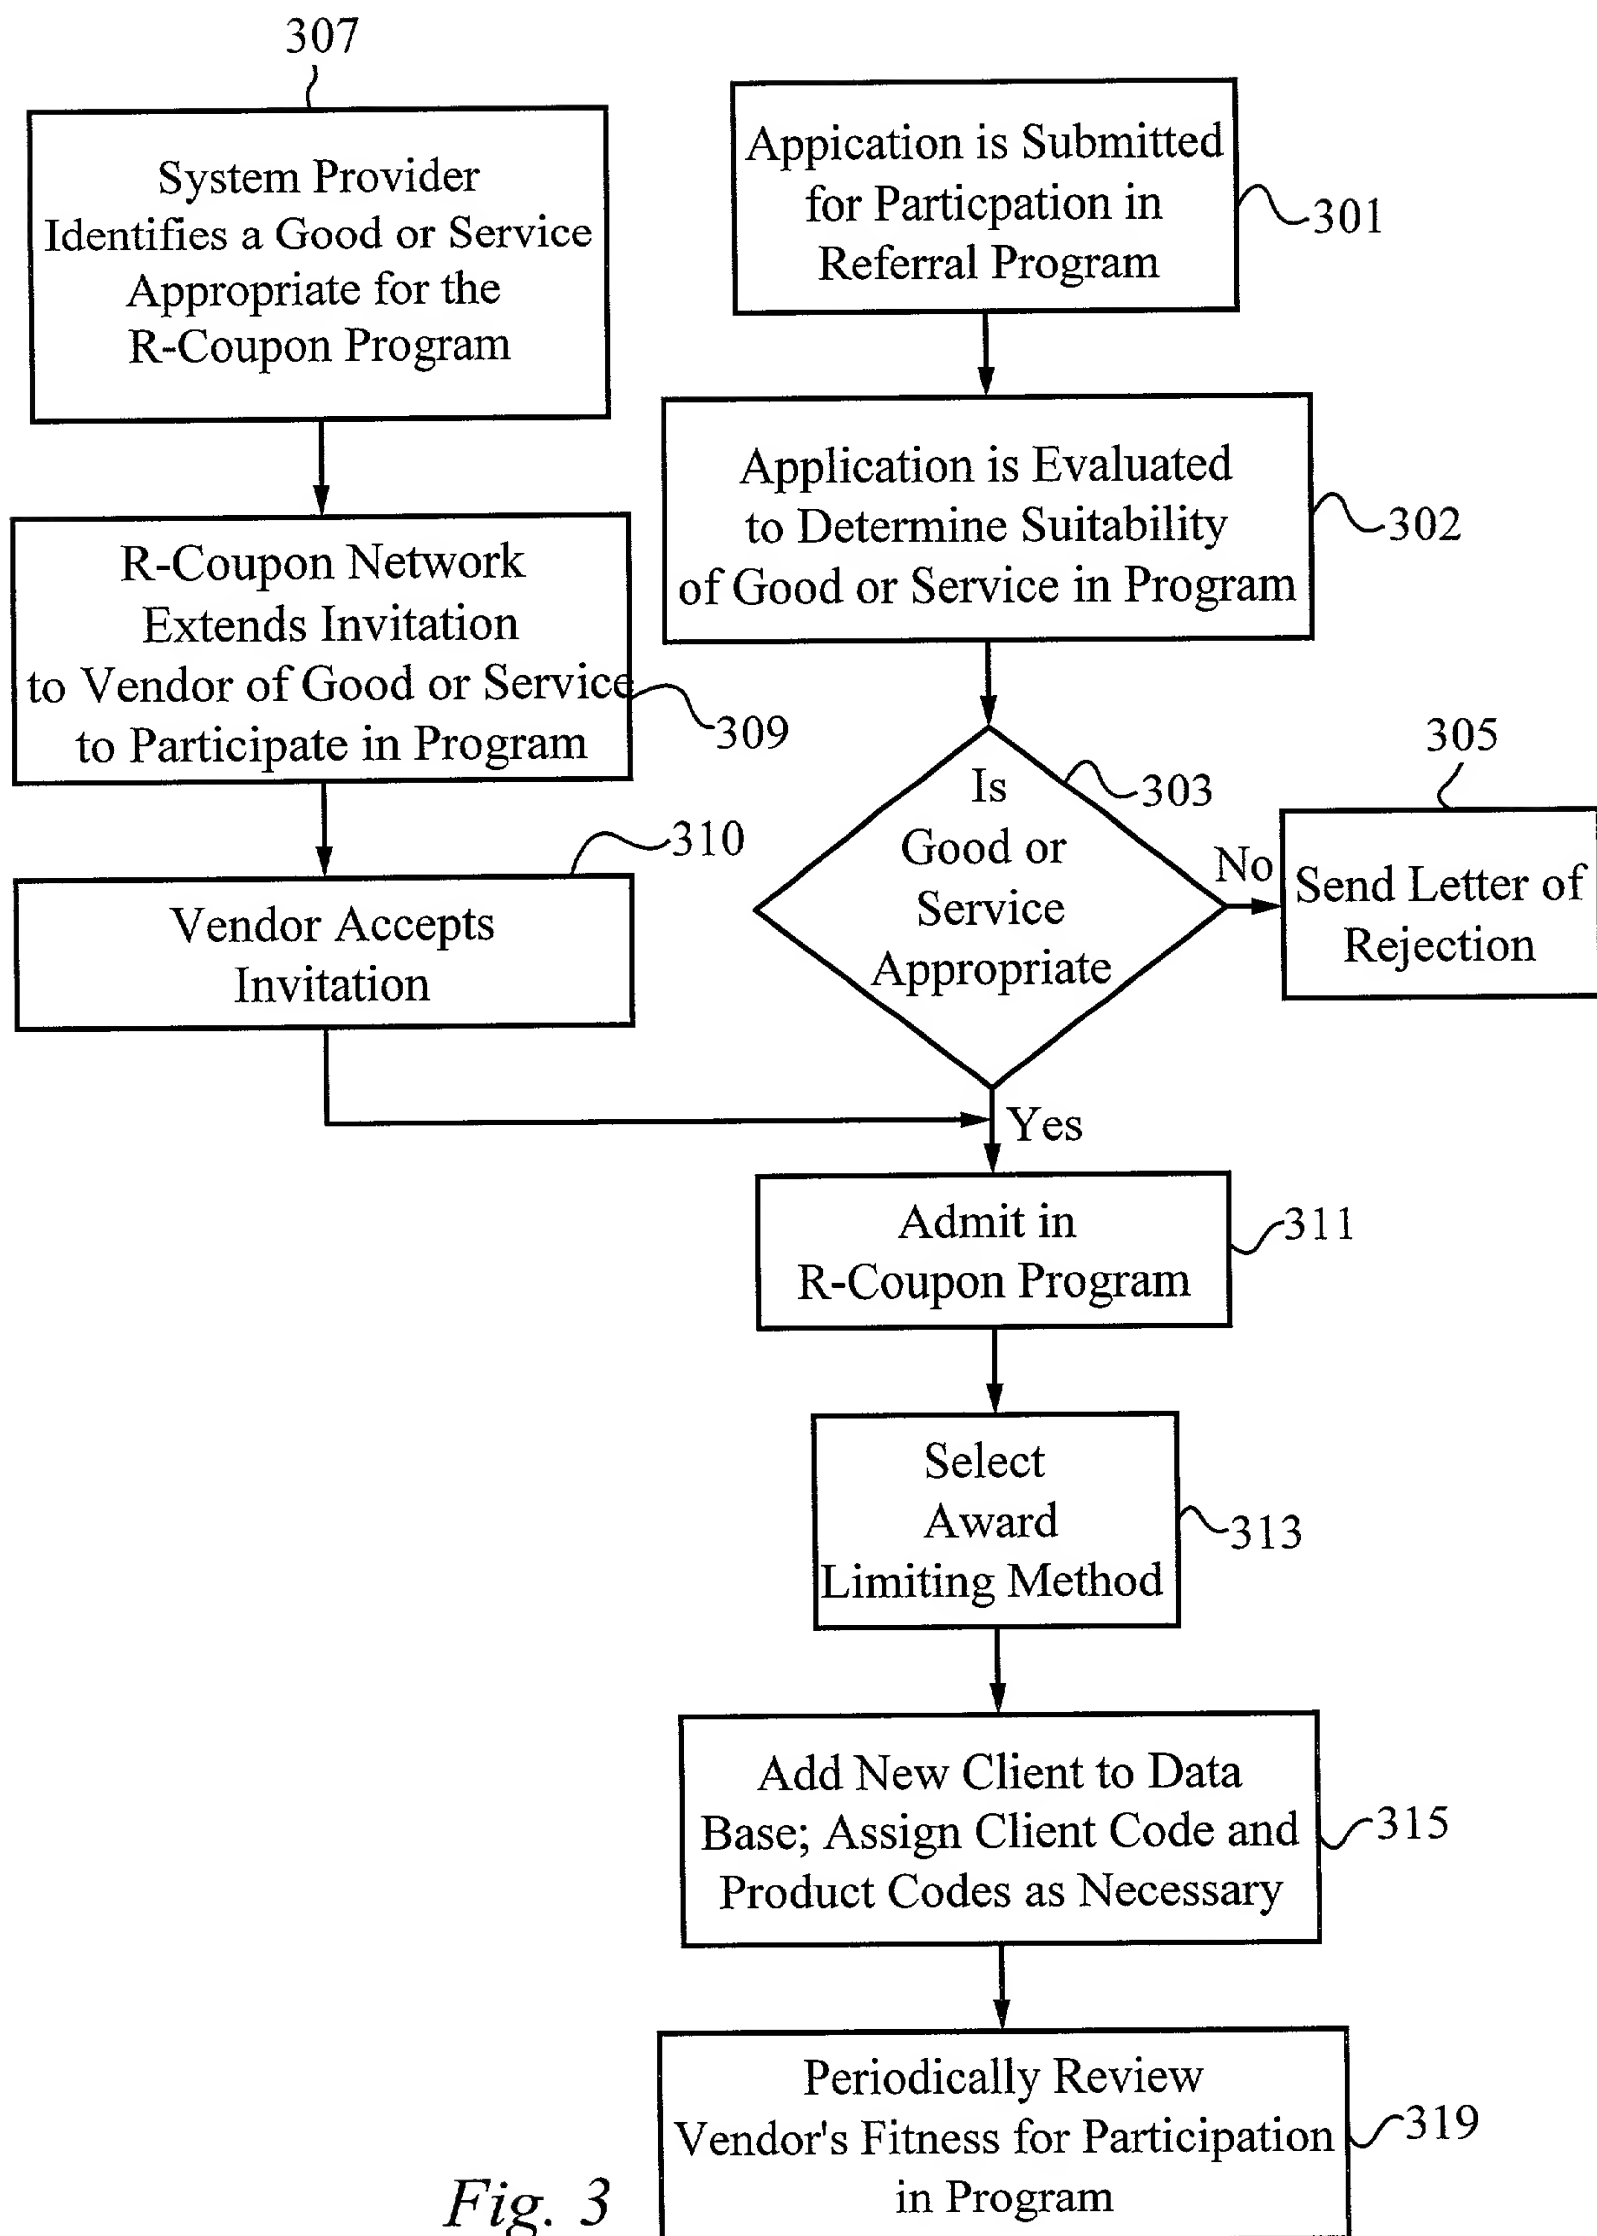 307
System Provider
Identifies a Good or Service
Appropriate for the
R-Coupon Program
R-Coupon Network
Extends Invitation
to Vendor of Good or Service
to Participate in Program
309
310
Vendor Accepts
Invitation
Appication is Submitted
for Particpation in
Referral Program
301
Application is Evaluated
to Determine Suitability
of Good or Service in Program
302
Is
Good or
Service
Appropriate
303
No
305
Send Letter of
Rejection
Yes
Admit in
R-Coupon Program
311
Select
Award
Limiting Method
313
Add New Client to Data
Base; Assign Client Code and
Product Codes as Necessary
315
Periodically Review
Vendor's Fitness for Participation
in Program
319
Fig. 3